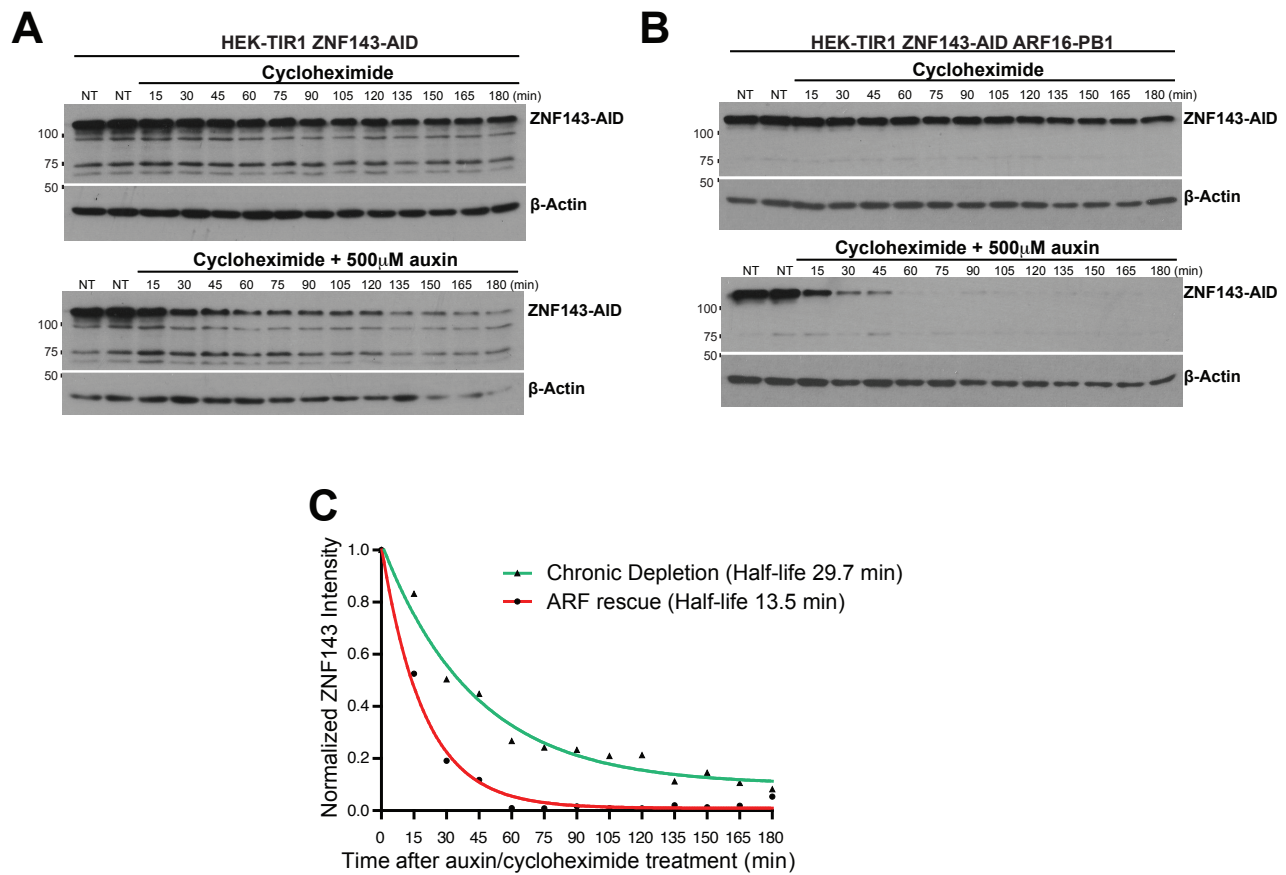 A
HEK-TIR1 ZNF143-AID
Cycloheximide
NT NT 15 30 45 60 75 90 105 120 135 150 165 180 (min)
ZNF143-AID
100
75
50
β-Actin
Cycloheximide + 500μM auxin
NT NT 15 30 45 60 75 90 105 120 135 150 165 180 (min)
ZNF143-AID
100
75
50
β-Actin
B
HEK-TIR1 ZNF143-AID ARF16-PB1
Cycloheximide
NT NT 15 30 45 60 75 90 105 120 135 150 165 180 (min)
ZNF143-AID
100
75
50
β-Actin
Cycloheximide + 500μM auxin
NT NT 15 30 45 60 75 90 105 120 135 150 165 180 (min)
ZNF143-AID
100
75
50
β-Actin
C
Normalized ZNF143 Intensity
1.0
0.8
0.6
0.4
0.2
0.0
Chronic Depletion (Half-life 29.7 min)
ARF rescue (Half-life 13.5 min)
0 15 30 45 60 75 90 105 120 135 150 165 180
Time after auxin/cycloheximide treatment (min)